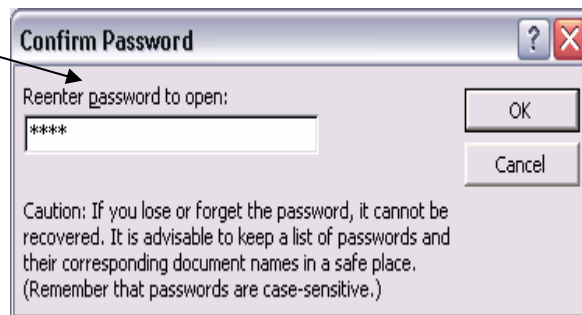 Confirm Password
Reenter password to open:
****
OK
Cancel
Caution: If you lose or forget the password, it cannot be
recovered. It is advisable to keep a list of passwords and
their corresponding document names in a safe place.
(Remember that passwords are case-sensitive.)